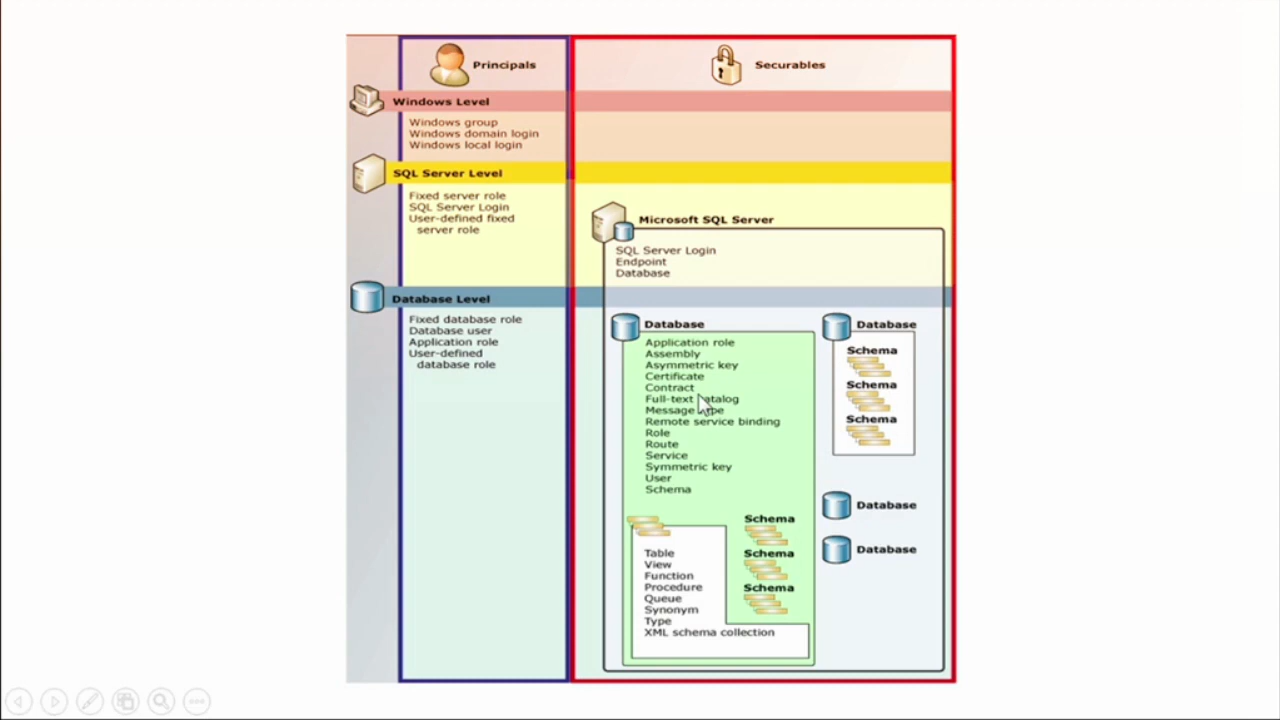 Principals
Securables
Windows Level
Windows group
Windows domain login
Windows local login
SQL Server Level
Fixed server role
SQL Server Login
User-defined fixed
server role
Microsoft SQL Server
SQL Server Login
Endpoint
Database
Database Level
Fixed database role
Database user
Application role
User-defined
database role
Database
Application role
Assembly
Asymmetric key
Certificate
Contract
Full-text catalog
Message type
Remote service binding
Role
Route
Service
Symmetric key
User
Schema
Table
View
Function
Procedure
Queue
Synonym
Type
XML schema collection
Schema
Schema
Schema
Database
Schema
Schema
Schema
Database
Database